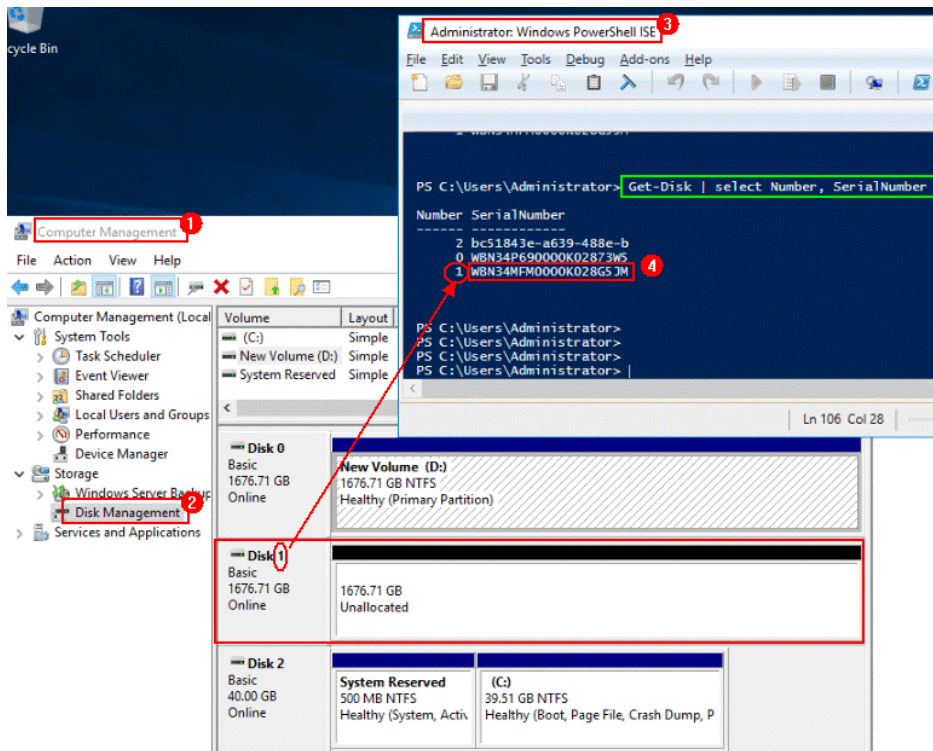 cycle Bin
Administrator: Windows PowerShell ISE
3
File Edit View Tools Debug Add-ons Help
PS C:\Users\Administrator> Get-Disk | select Number, SerialNumber
Number SerialNumber
------ ------------
2 bc51843e-a639-488e-b
0 WBN34P690000K02873W5
1 WBN34MFM0000K028G5JM
4
PS C:\Users\Administrator>
PS C:\Users\Administrator>
PS C:\Users\Administrator>
PS C:\Users\Administrator>
Ln 106 Col 28
Computer Management
1
File Action View Help
Computer Management (Local
System Tools
Task Scheduler
Event Viewer
Shared Folders
Local Users and Groups
Performance
Device Manager
Storage
Windows Server Backup
Disk Management
2
Services and Applications
Volume Layout
(C:) Simple
New Volume (D:) Simple
System Reserved Simple
Disk 0
Basic
1676.71 GB
Online
New Volume (D:)
1676.71 GB NTFS
Healthy (Primary Partition)
Disk 1
Basic
1676.71 GB
Online
1676.71 GB
Unallocated
Disk 2
Basic
40.00 GB
Online
System Reserved
500 MB NTFS
Healthy (System, Activ
(C:)
39.51 GB NTFS
Healthy (Boot, Page File, Crash Dump, P